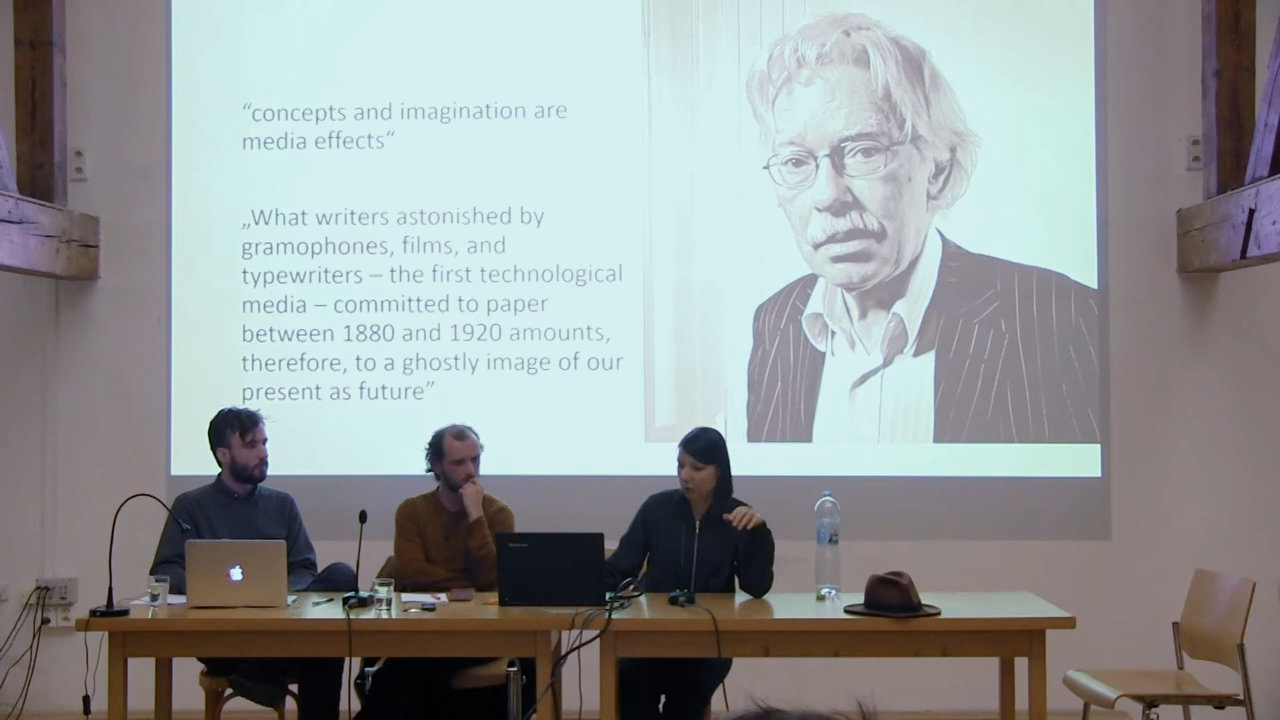 “concepts and imagination are
media effects“
„What writers astonished by
gramophones, films, and
typewriters – the first technological
media – committed to paper
between 1880 and 1920 amounts,
therefore, to a ghostly image of our
present as future”